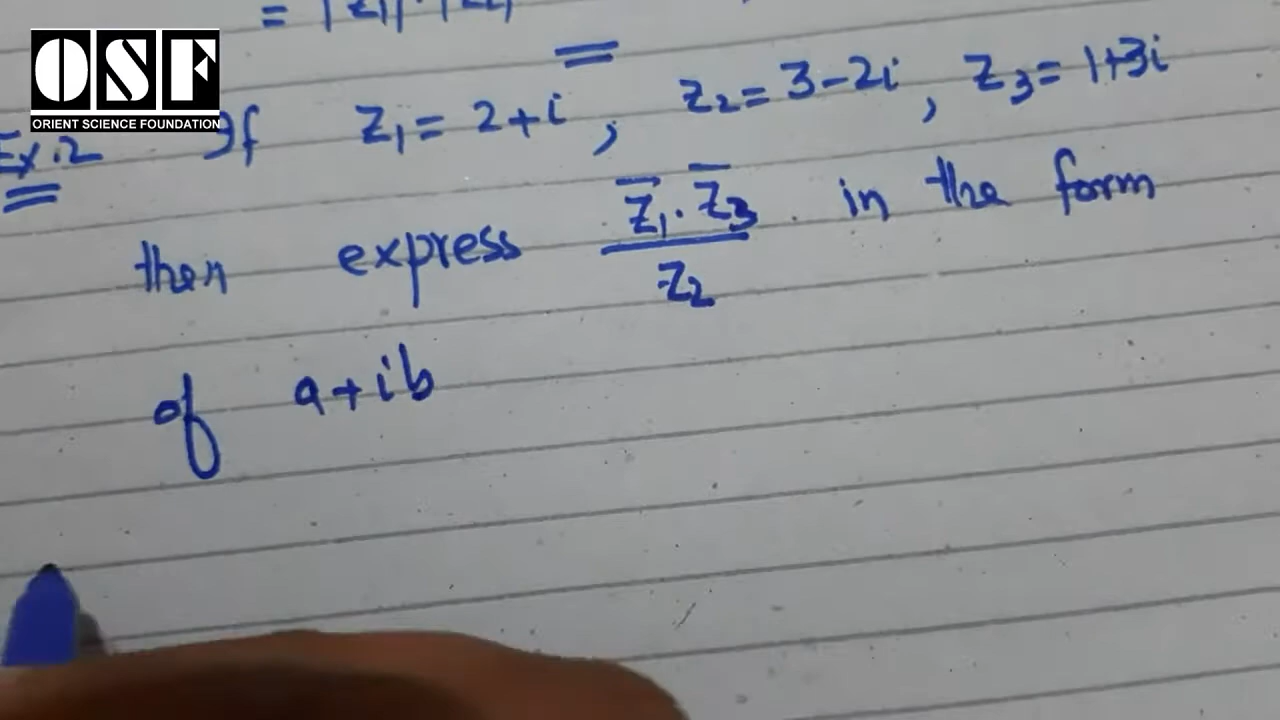 = |z₁| · |z₂|
OSF
ORIENT SCIENCE FOUNDATION
Ex.2 If z₁ = 2+i , z₂ = 3-2i , z₃ = 1+3i
then express (z̄₁ · z̄₃)/z₂ in the form
of a+ib